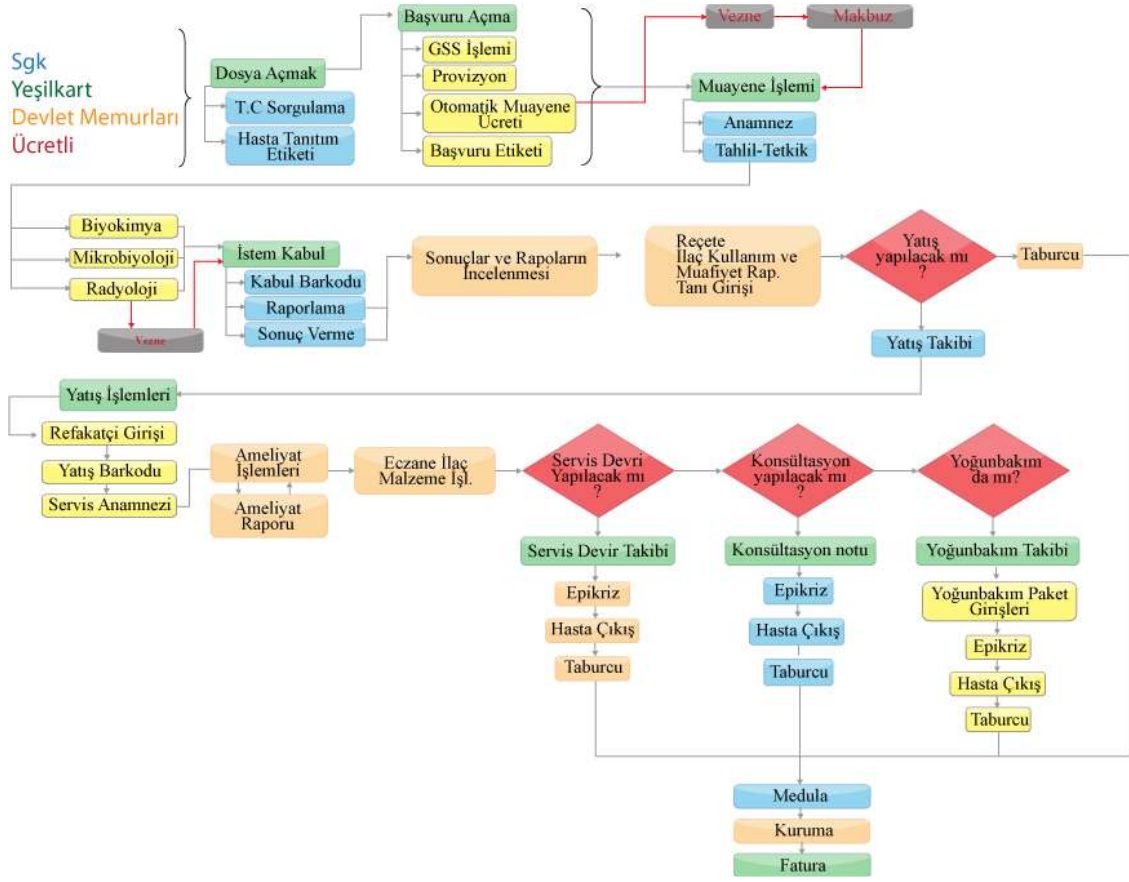 Sgk
Yeşilkart
Devlet Memurları
Ücretli
Dosya Açmak
T.C Sorgulama
Hasta Tanıtım
Etiketi
Başvuru Açma
GSS İşlemi
Provizyon
Otomatik Muayene
Ücreti
Başvuru Etiketi
Vezne
Makbuz
Muayene İşlemi
Anamnez
Tahlil-Tetkik
Biyokimya
Mikrobiyoloji
Radyoloji
Vezne
İstem Kabul
Kabul Barkodu
Raporlama
Sonuç Verme
Sonuçlar ve Rapoların
İncelenmesi
Reçete
İlaç Kullanım ve
Muafiyet Rap.
Tanı Girişi
Yatış
yapılacak mı
?
Taburcu
Yatış Takibi
Yatış İşlemleri
Refakatçi Girişi
Yatış Barkodu
Servis Anamnezi
Ameliyat
İşlemleri
Ameliyat
Raporu
Eczane İlaç
Malzeme İşl.
Servis Devri
Yapılacak mı
?
Konsültasyon
yapılacak mı
?
Yoğunbakım
da mı?
Servis Devir Takibi
Epikriz
Hasta Çıkış
Taburcu
Konsültasyon notu
Epikriz
Hasta Çıkış
Taburcu
Yoğunbakım Takibi
Yoğunbakım Paket
Girişleri
Epikriz
Hasta Çıkış
Taburcu
Medula
Kuruma
Fatura